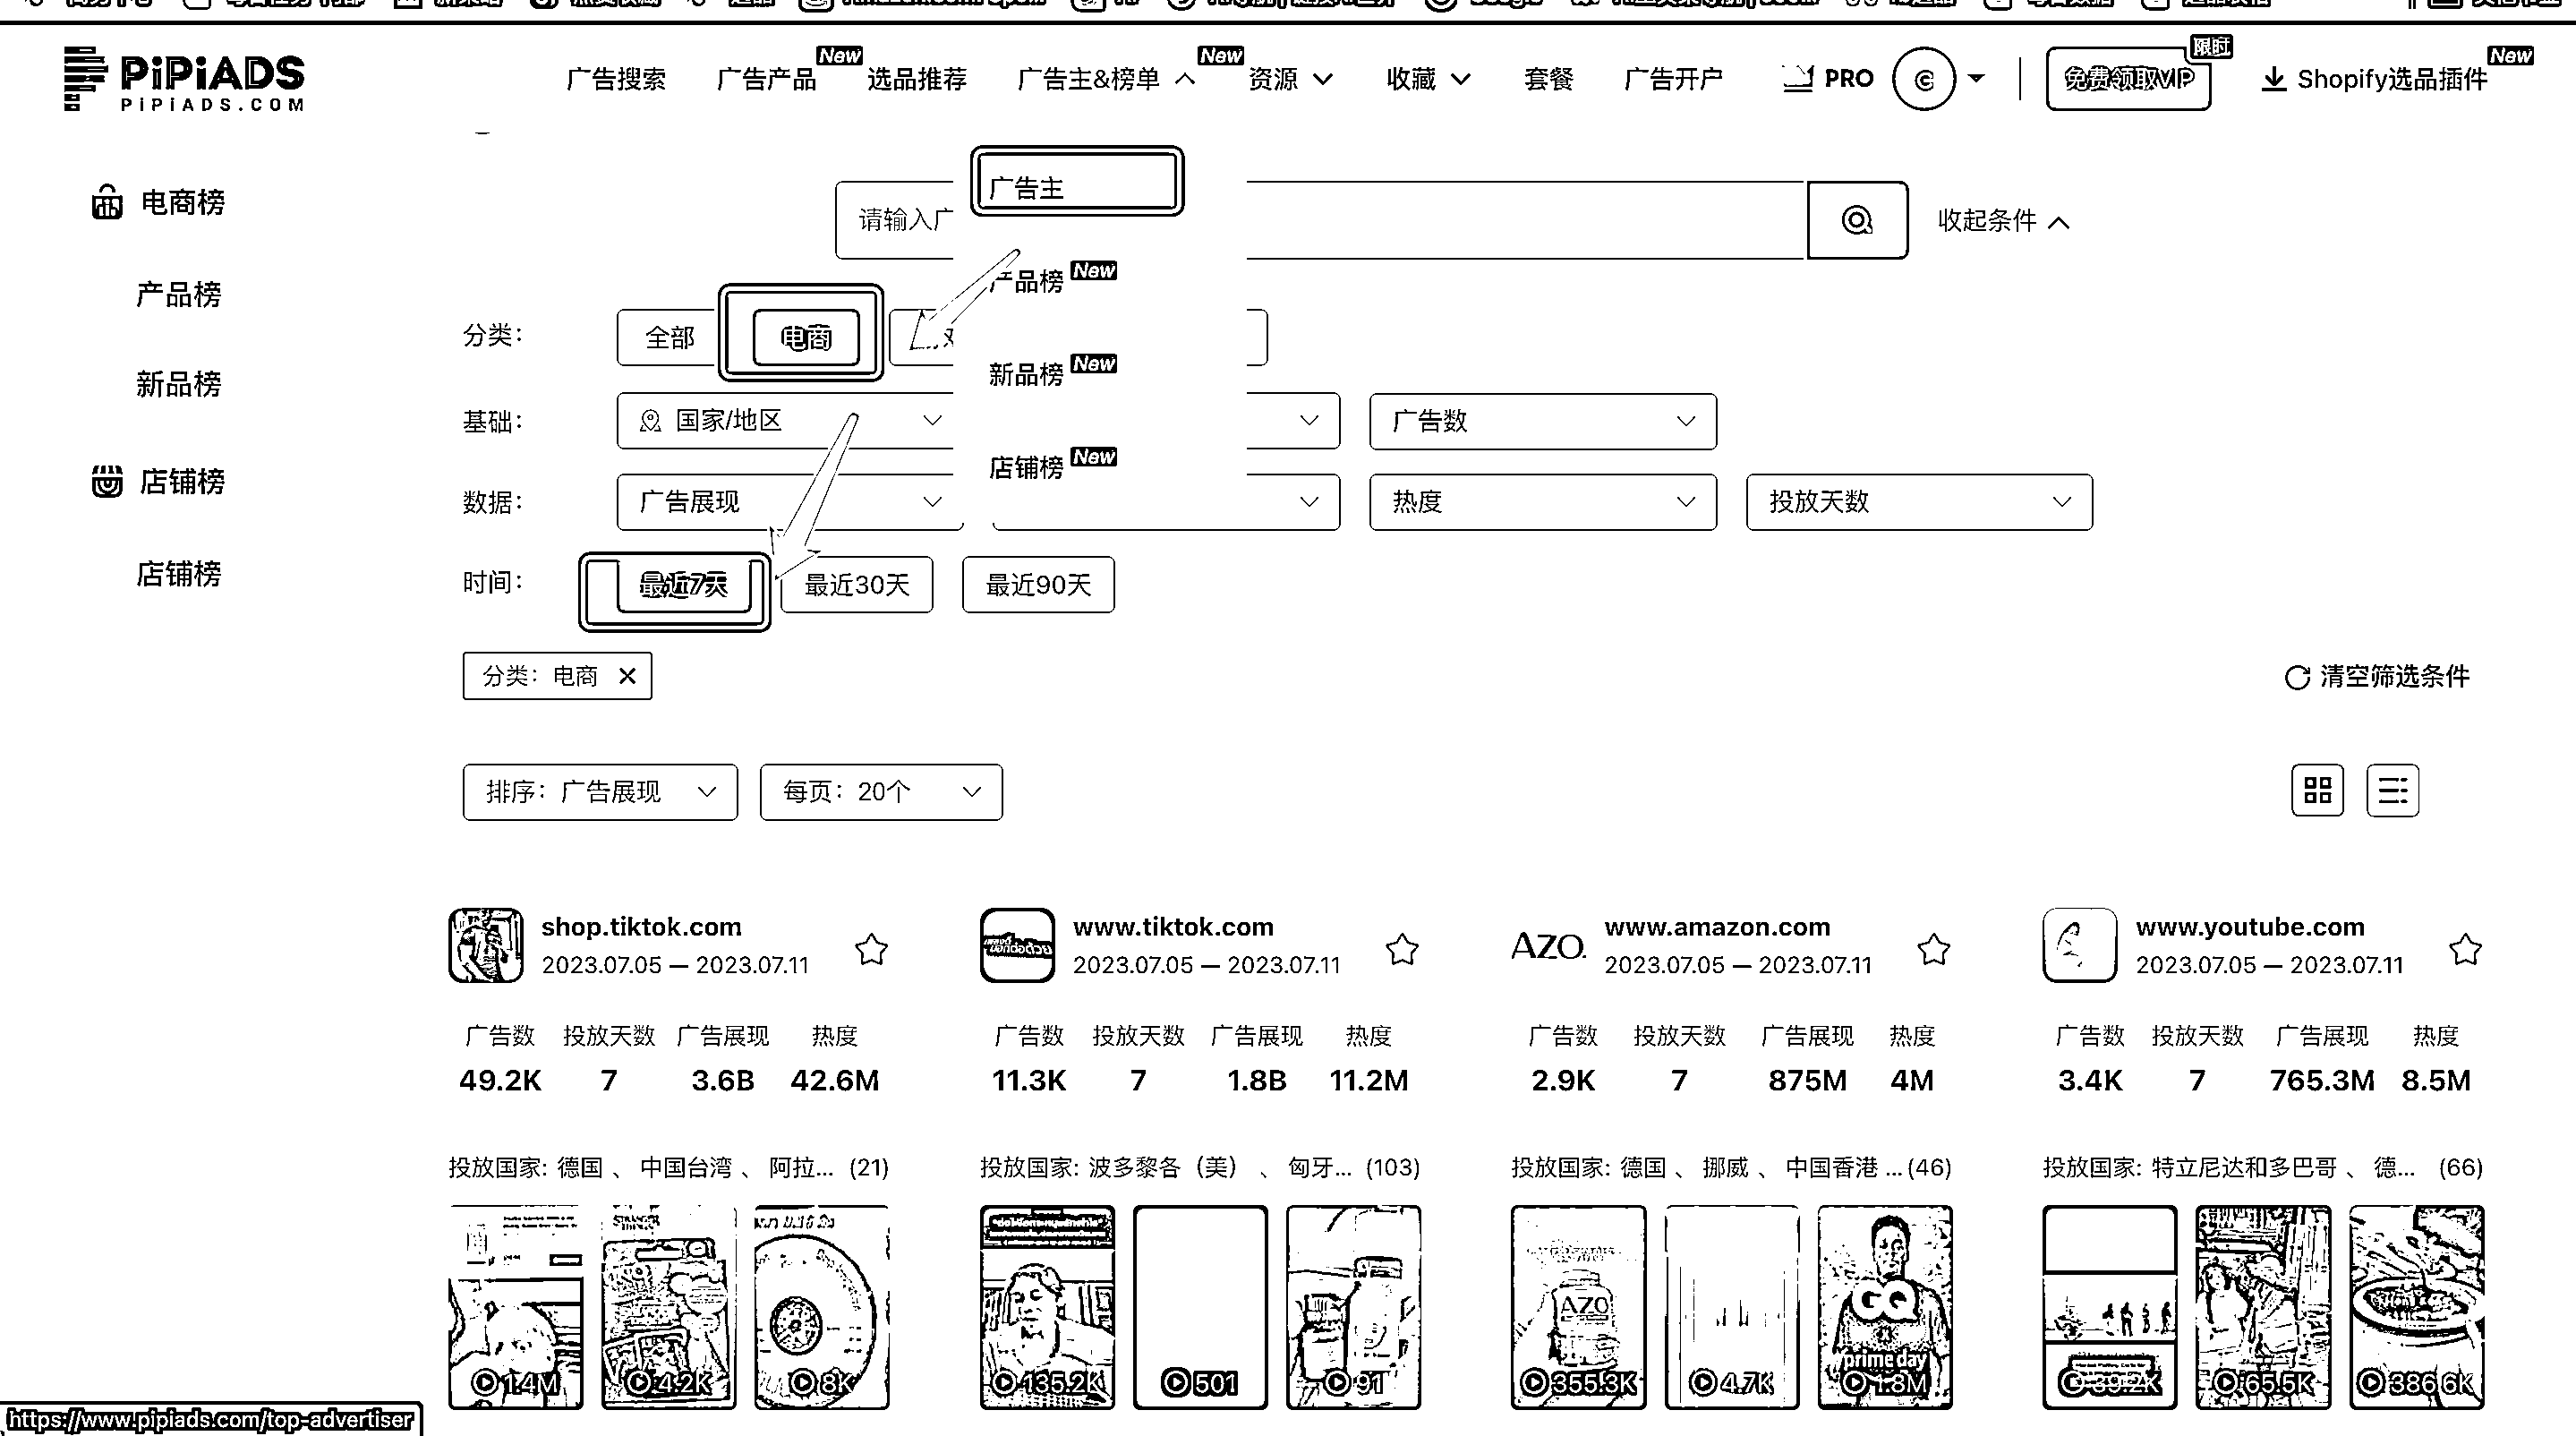 PiPiADS
PIPIADS.COM
广告搜索
广告产品 New
选品推荐
广告主&榜单 New
资源
收藏
套餐
广告开户
PRO
免费领取VIP 限时
Shopify选品插件 New
电商榜
产品榜
新品榜
店铺榜
店铺榜
请输入广
收起条件
广告主
产品榜 New
新品榜 New
店铺榜 New
分类：
全部
电商
基础：
国家/地区
广告数
数据：
广告展现
热度
投放天数
时间：
最近7天
最近30天
最近90天
分类：电商
清空筛选条件
排序：广告展现
每页：20个
shop.tiktok.com
2023.07.05 — 2023.07.11
广告数 投放天数 广告展现 热度
49.2K 7 3.6B 42.6M
投放国家: 德国 、 中国台湾 、 阿拉... (21)
1.4M
4.2K
8K
www.tiktok.com
2023.07.05 — 2023.07.11
广告数 投放天数 广告展现 热度
11.3K 7 1.8B 11.2M
投放国家: 波多黎各（美） 、 匈牙... (103)
135.2K
501
91
AZO.
www.amazon.com
2023.07.05 — 2023.07.11
广告数 投放天数 广告展现 热度
2.9K 7 875M 4M
投放国家: 德国 、 挪威 、 中国香港 ... (46)
AZO
355.3K
4.7K
GQ
prime day
1.8M
www.youtube.com
2023.07.05 — 2023.07.11
广告数 投放天数 广告展现 热度
3.4K 7 765.3M 8.5M
投放国家: 特立尼达和多巴哥 、 德... (66)
65.5K
386.6K
https://www.pipiads.com/top-advertiser